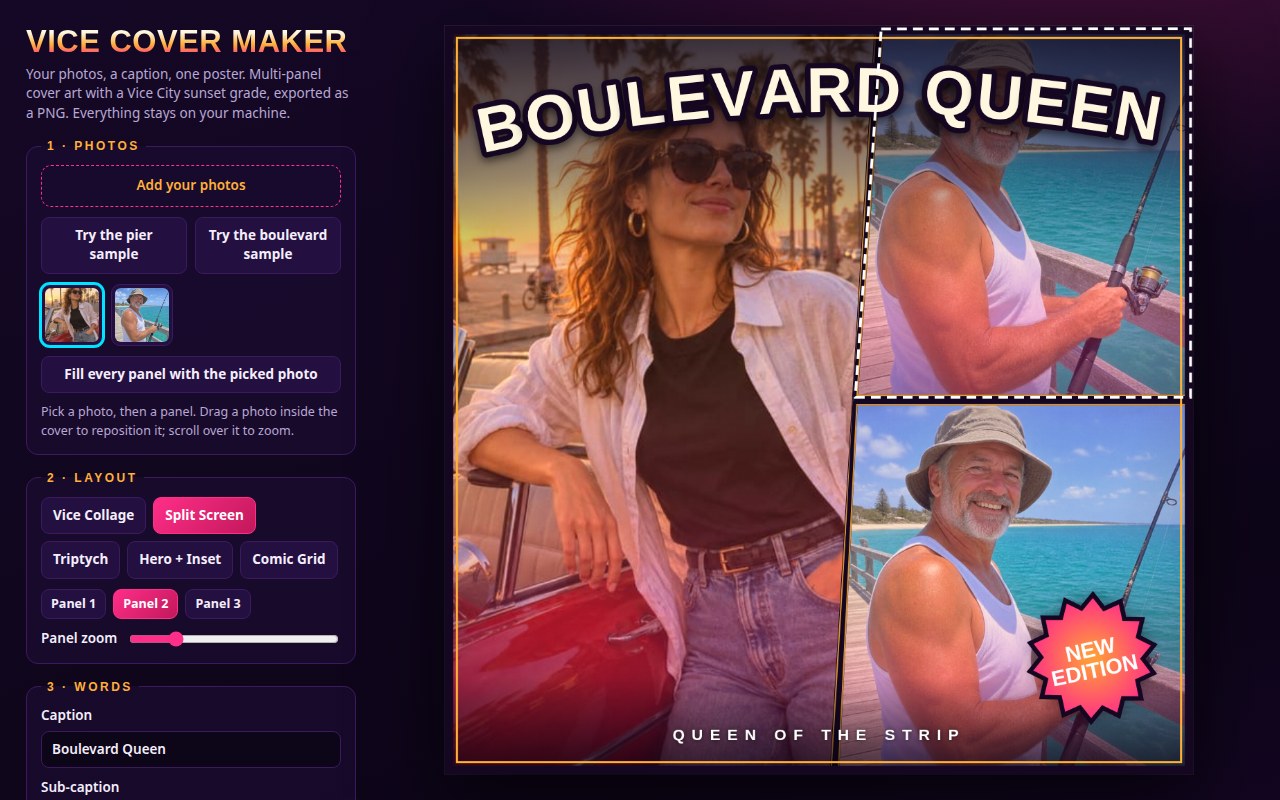 VICE COVER MAKER
Your photos, a caption, one poster. Multi-panel
cover art with a Vice City sunset grade, exported as
a PNG. Everything stays on your machine.
1 · PHOTOS
Add your photos
Try the pier
sample
Try the boulevard
sample
Fill every panel with the picked photo
Pick a photo, then a panel. Drag a photo inside the
cover to reposition it; scroll over it to zoom.
2 · LAYOUT
Vice Collage
Split Screen
Triptych
Hero + Inset
Comic Grid
Panel 1
Panel 2
Panel 3
Panel zoom
3 · WORDS
Caption
Boulevard Queen
Sub-caption
BOULEVARD QUEEN
NEW
EDITION
QUEEN OF THE STRIP